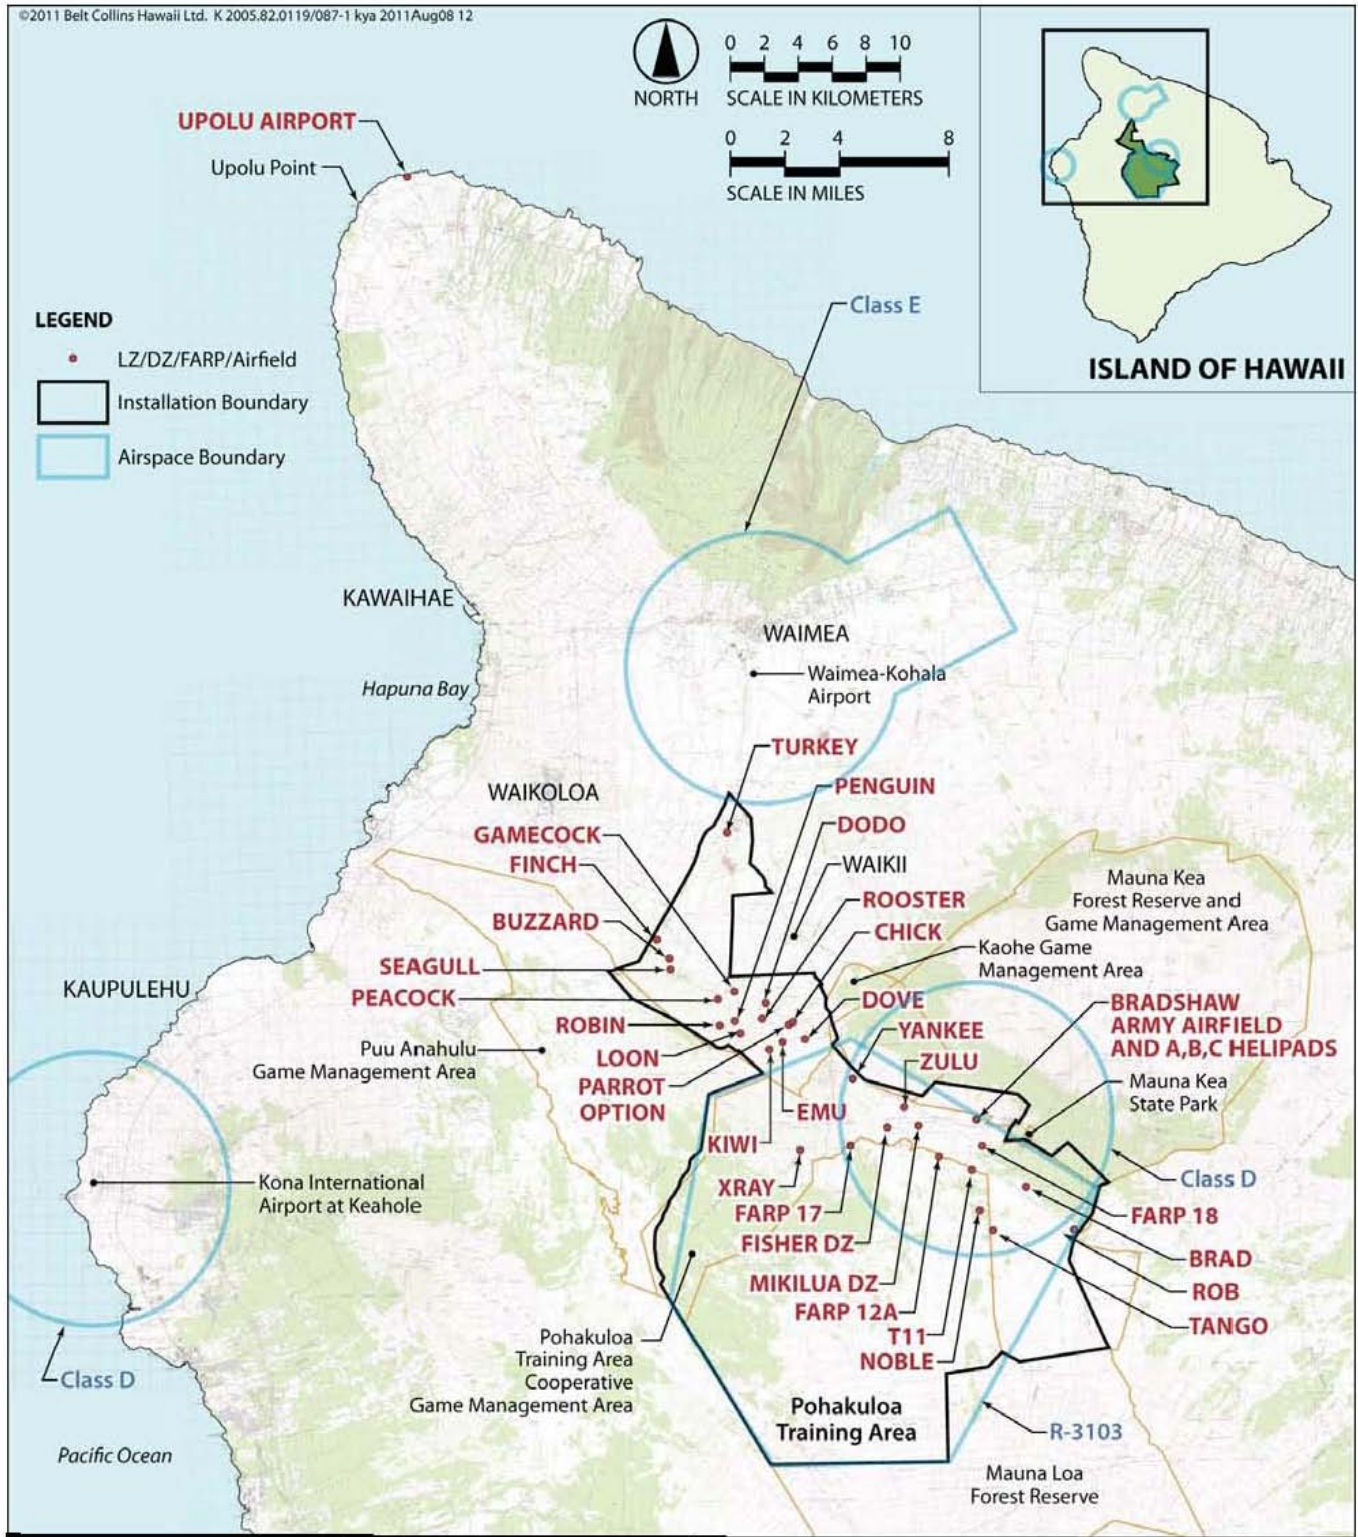 ©2011 Belt Collins Hawaii Ltd. K 2005.82.0119/087-1 kya 2011Aug08 12
NORTH
0 2 4 6 8 10
SCALE IN KILOMETERS
0 2 4 8
SCALE IN MILES
ISLAND OF HAWAII
UPOLU AIRPORT
Upolu Point
Class E
LEGEND
LZ/DZ/FARP/Airfield
Installation Boundary
Airspace Boundary
KAWAIHAE
WAIMEA
Waimea-Kohala
Airport
Hapuna Bay
TURKEY
WAIKOLOA
PENGUIN
GAMECOCK
DODO
FINCH
WAIKII
Mauna Kea
Forest Reserve and
Game Management Area
ROOSTER
BUZZARD
CHICK
Kaohe Game
Management Area
SEAGULL
KAUPULEHU
PEACOCK
DOVE
BRADSHAW
ARMY AIRFIELD
AND A,B,C HELIPADS
ROBIN
YANKEE
Puu Anahulu
Game Management Area
LOON
ZULU
PARROT
OPTION
Mauna Kea
State Park
EMU
KIWI
Kona International
Airport at Keahole
XRAY
Class D
FARP 17
FARP 18
FISHER DZ
BRAD
MIKILUA DZ
ROB
FARP 12A
TANGO
T11
NOBLE
Pohakuloa
Training Area
Cooperative
Game Management Area
Class D
Pohakuloa
Training Area
R-3103
Pacific Ocean
Mauna Loa
Forest Reserve